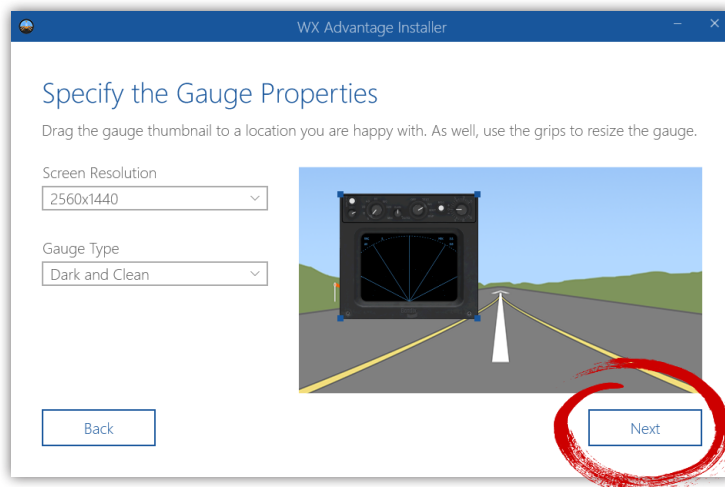 WX Advantage Installer
Specify the Gauge Properties
Drag the gauge thumbnail to a location you are happy with. As well, use the grips to resize the gauge.
Screen Resolution
2560x1440
Gauge Type
Dark and Clean
Back
Next